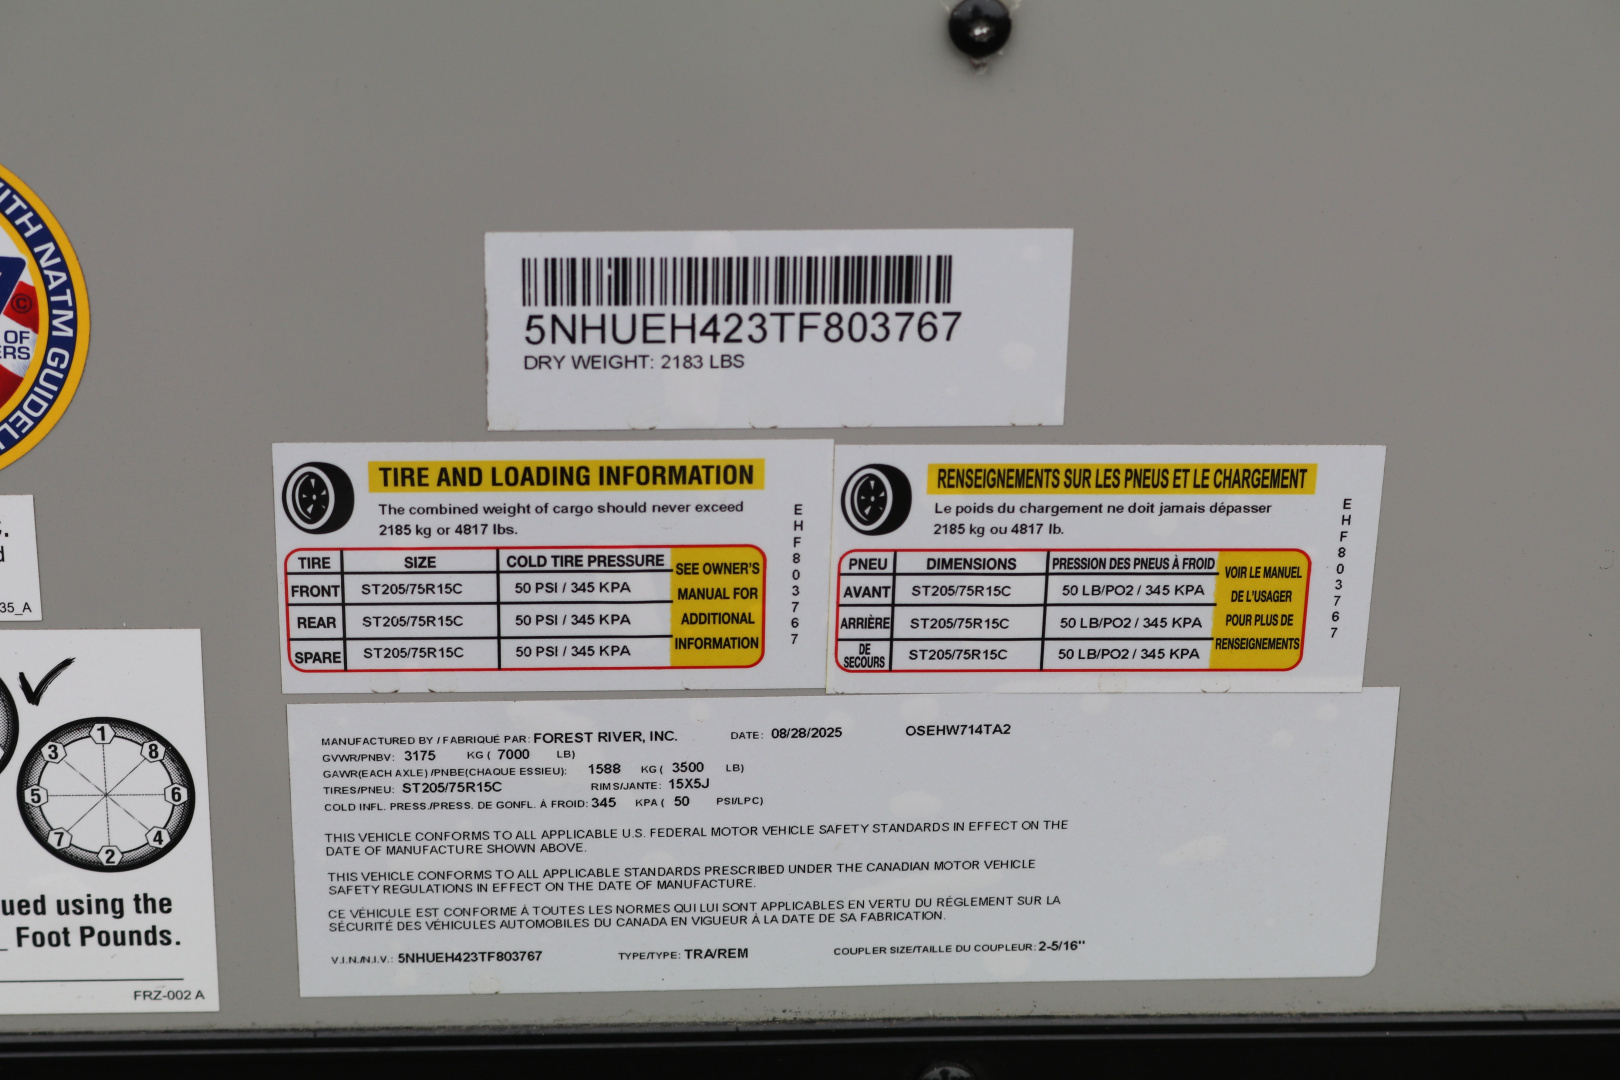 WITH NATM GUIDEL
©
OF
ERS
5NHUEH423TF803767
DRY WEIGHT: 2183 LBS
TIRE AND LOADING INFORMATION
The combined weight of cargo should never exceed
2185 kg or 4817 lbs.
TIRE SIZE COLD TIRE PRESSURE
FRONT ST205/75R15C 50 PSI / 345 KPA
REAR ST205/75R15C 50 PSI / 345 KPA
SPARE ST205/75R15C 50 PSI / 345 KPA
SEE OWNER'S
MANUAL FOR
ADDITIONAL
INFORMATION
EHF803767
RENSEIGNEMENTS SUR LES PNEUS ET LE CHARGEMENT
Le poids du chargement ne doit jamais dépasser
2185 kg ou 4817 lb.
PNEU DIMENSIONS PRESSION DES PNEUS À FROID
AVANT ST205/75R15C 50 LB/PO2 / 345 KPA
ARRIÈRE ST205/75R15C 50 LB/PO2 / 345 KPA
DE
SECOURS ST205/75R15C 50 LB/PO2 / 345 KPA
VOIR LE MANUEL
DE L'USAGER
POUR PLUS DE
RENSEIGNEMENTS
EHF803767
35_A
1
8
6
4
2
7
5
3
ued using the
Foot Pounds.
FRZ-002 A
MANUFACTURED BY / FABRIQUÉ PAR: FOREST RIVER, INC. DATE: 08/28/2025 OSEHW714TA2
GVWR/PNBV: 3175 KG ( 7000 LB)
GAWR(EACH AXLE) /PNBE(CHAQUE ESSIEU): 1588 KG ( 3500 LB)
TIRES/PNEU: ST205/75R15C RIMS/JANTE: 15X5J
COLD INFL. PRESS./PRESS. DE GONFL. À FROID: 345 KPA ( 50 PSI/LPC)
THIS VEHICLE CONFORMS TO ALL APPLICABLE U.S. FEDERAL MOTOR VEHICLE SAFETY STANDARDS IN EFFECT ON THE
DATE OF MANUFACTURE SHOWN ABOVE.
THIS VEHICLE CONFORMS TO ALL APPLICABLE STANDARDS PRESCRIBED UNDER THE CANADIAN MOTOR VEHICLE
SAFETY REGULATIONS IN EFFECT ON THE DATE OF MANUFACTURE.
CE VÉHICULE EST CONFORME À TOUTES LES NORMES QUI LUI SONT APPLICABLES EN VERTU DU RÉGLEMENT SUR LA
SÉCURITÉ DES VÉHICULES AUTOMOBILES DU CANADA EN VIGUEUR À LA DATE DE SA FABRICATION.
V.I.N./N.I.V.: 5NHUEH423TF803767 TYPE/TYPE: TRA/REM COUPLER SIZE/TAILLE DU COUPLEUR: 2-5/16"